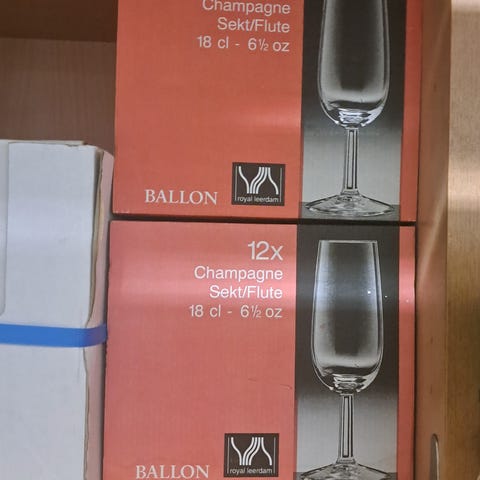 Champagne
Sekt/Flute
18 cl - 6½ oz
BALLON
royal leerdam
12x
Champagne
Sekt/Flute
18 cl - 6½ oz
BALLON
royal leerdam